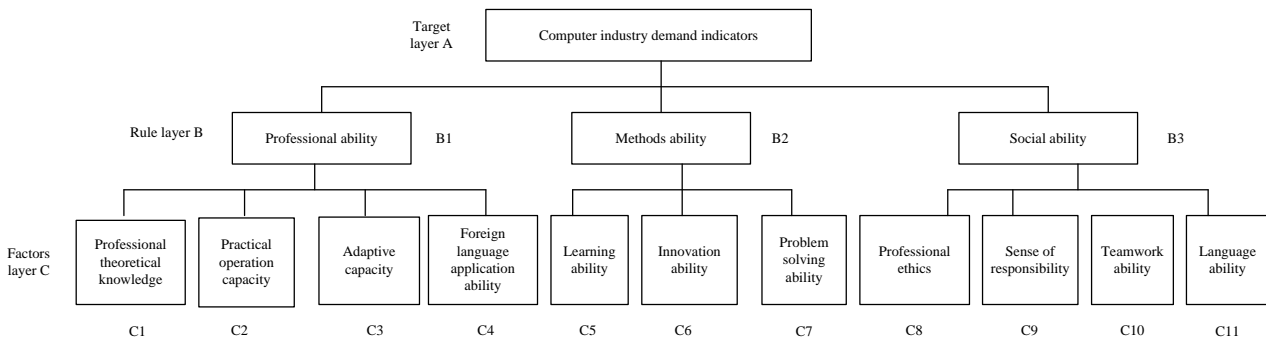 Target
layer A
Computer industry demand indicators
Rule layer B
Professional ability
B1
Methods ability
B2
Social ability
B3
Factors
layer C
Professional
theoretical
knowledge
Practical
operation
capacity
Adaptive
capacity
Foreign
language
application
ability
Learning
ability
Innovation
ability
Problem
solving
ability
Professional
ethics
Sense of
responsibility
Teamwork
ability
Language
ability
C1
C2
C3
C4
C5
C6
C7
C8
C9
C10
C11